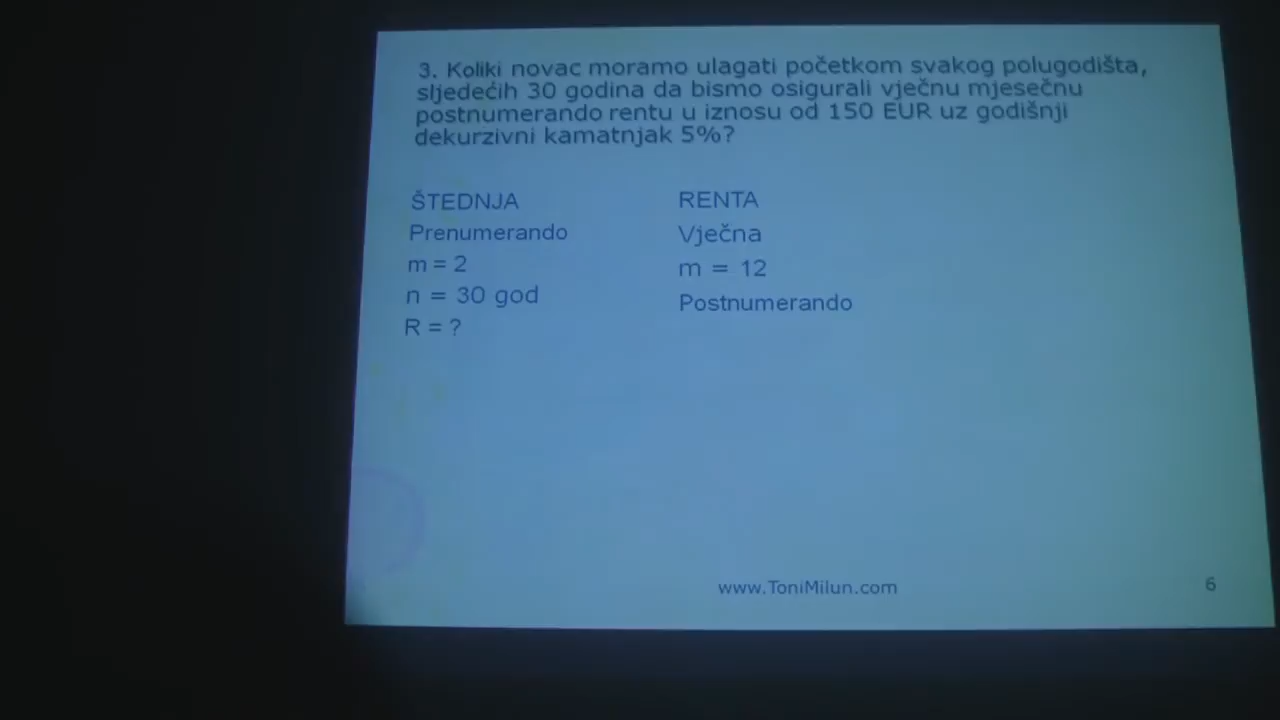 3. Koliki novac moramo ulagati početkom svakog polugodišta,
sljedećih 30 godina da bismo osigurali vječnu mjesečnu
postnumerando rentu u iznosu od 150 EUR uz godišnji
dekurzivni kamatnjak 5%?
ŠTEDNJA
Prenumerando
m = 2
n = 30 god
R = ?
RENTA
Vječna
m = 12
Postnumerando
www.ToniMilun.com
6